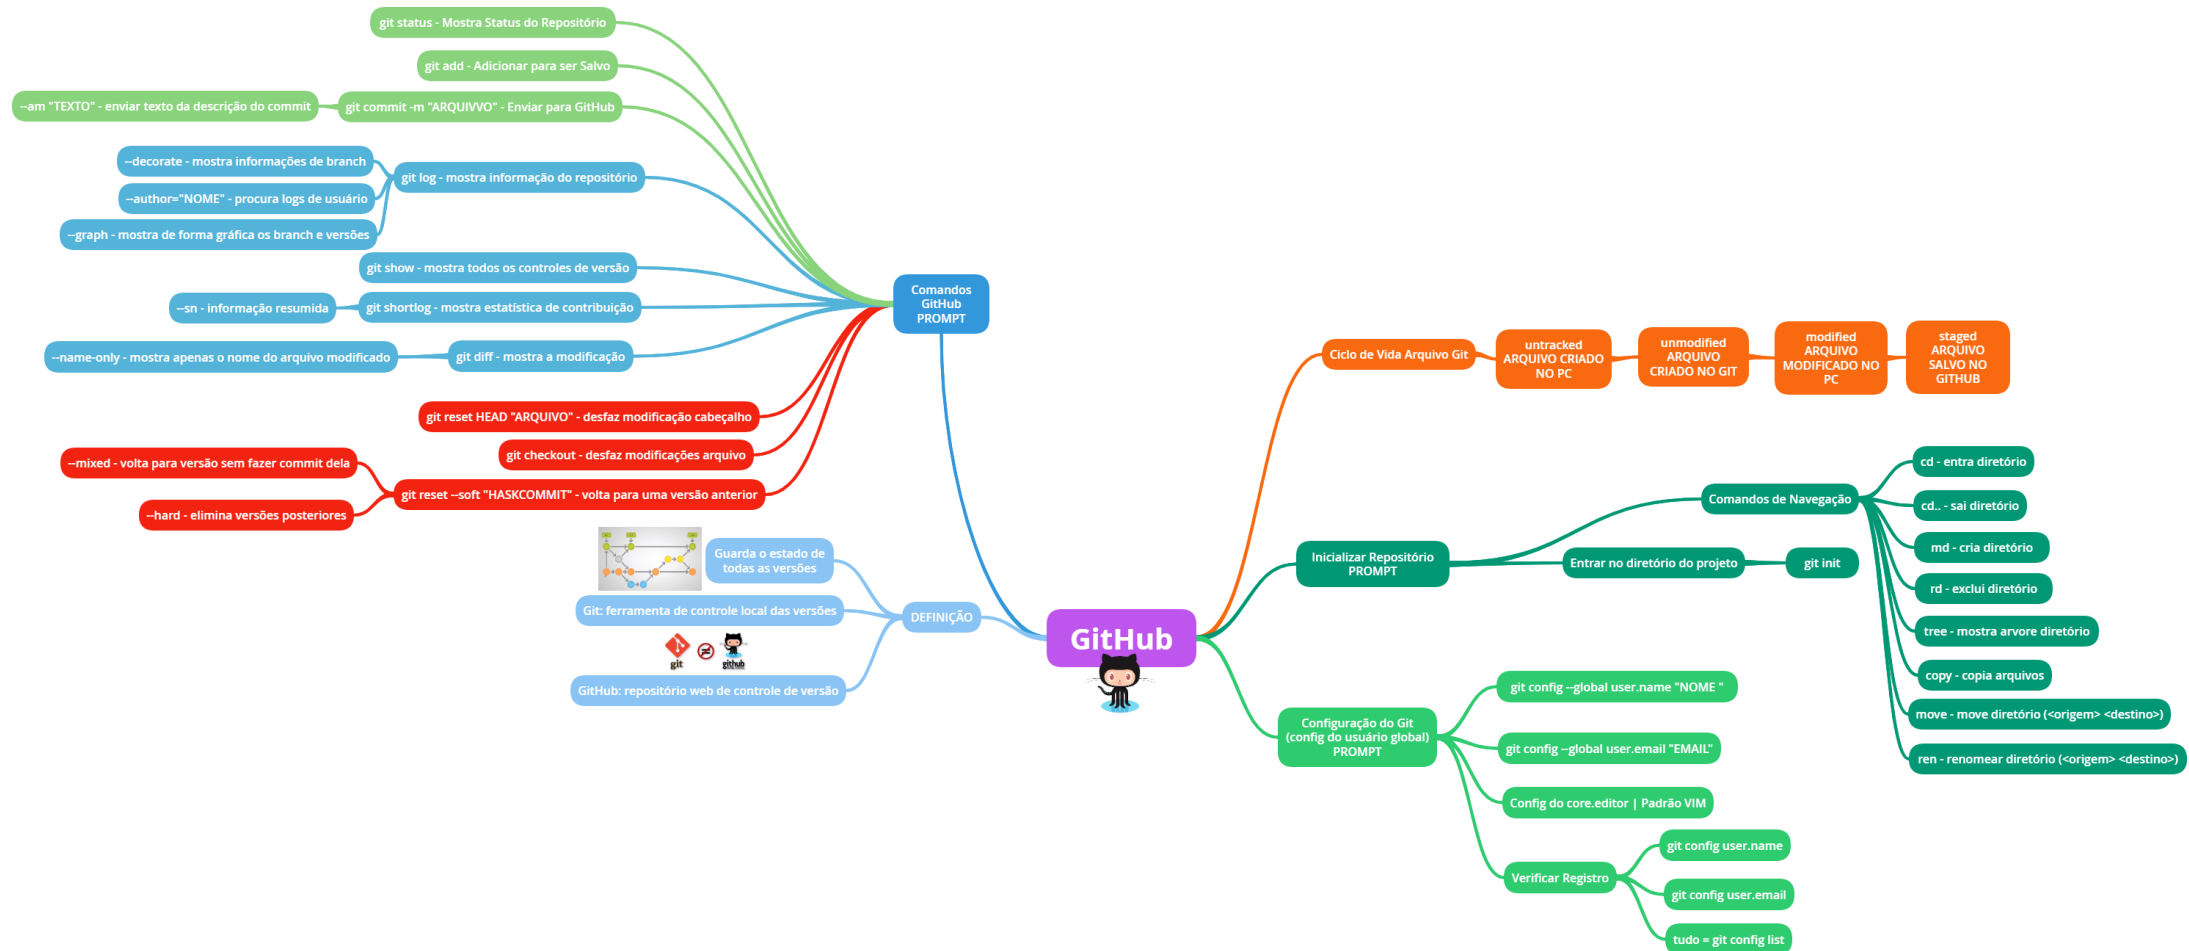 git status - Mostra Status do Repositório
git add - Adicionar para ser Salvo
git commit -m "ARQUIVVO" - Enviar para GitHub
--am "TEXTO" - enviar texto da descrição do commit
git log - mostra informação do repositório
--decorate - mostra informações de branch
--author="NOME" - procura logs de usuário
--graph - mostra de forma gráfica os branch e versões
git show - mostra todos os controles de versão
git shortlog - mostra estatística de contribuição
--sn - informação resumida
git diff - mostra a modificação
--name-only - mostra apenas o nome do arquivo modificado
Comandos
GitHub
PROMPT
git reset HEAD "ARQUIVO" - desfaz modificação cabeçalho
git checkout - desfaz modificações arquivo
git reset --soft "HASKCOMMIT" - volta para uma versão anterior
--mixed - volta para versão sem fazer commit dela
--hard - elimina versões posteriores
Guarda o estado de
todas as versões
Git: ferramenta de controle local das versões
git
github
GitHub: repositório web de controle de versão
DEFINIÇÃO
GitHub
Ciclo de Vida Arquivo Git
untracked
ARQUIVO CRIADO
NO PC
unmodified
ARQUIVO
CRIADO NO GIT
modified
ARQUIVO
MODIFICADO NO
PC
staged
ARQUIVO
SALVO NO
GITHUB
Inicializar Repositório
PROMPT
Comandos de Navegação
cd - entra diretório
cd.. - sai diretório
md - cria diretório
rd - exclui diretório
tree - mostra arvore diretório
copy - copia arquivos
move - move diretório (<origem> <destino>)
ren - renomear diretório (<origem> <destino>)
Entrar no diretório do projeto
git init
Configuração do Git
(config do usuário global)
PROMPT
git config --global user.name "NOME "
git config --global user.email "EMAIL"
Config do core.editor | Padrão VIM
Verificar Registro
git config user.name
git config user.email
tudo = git config list